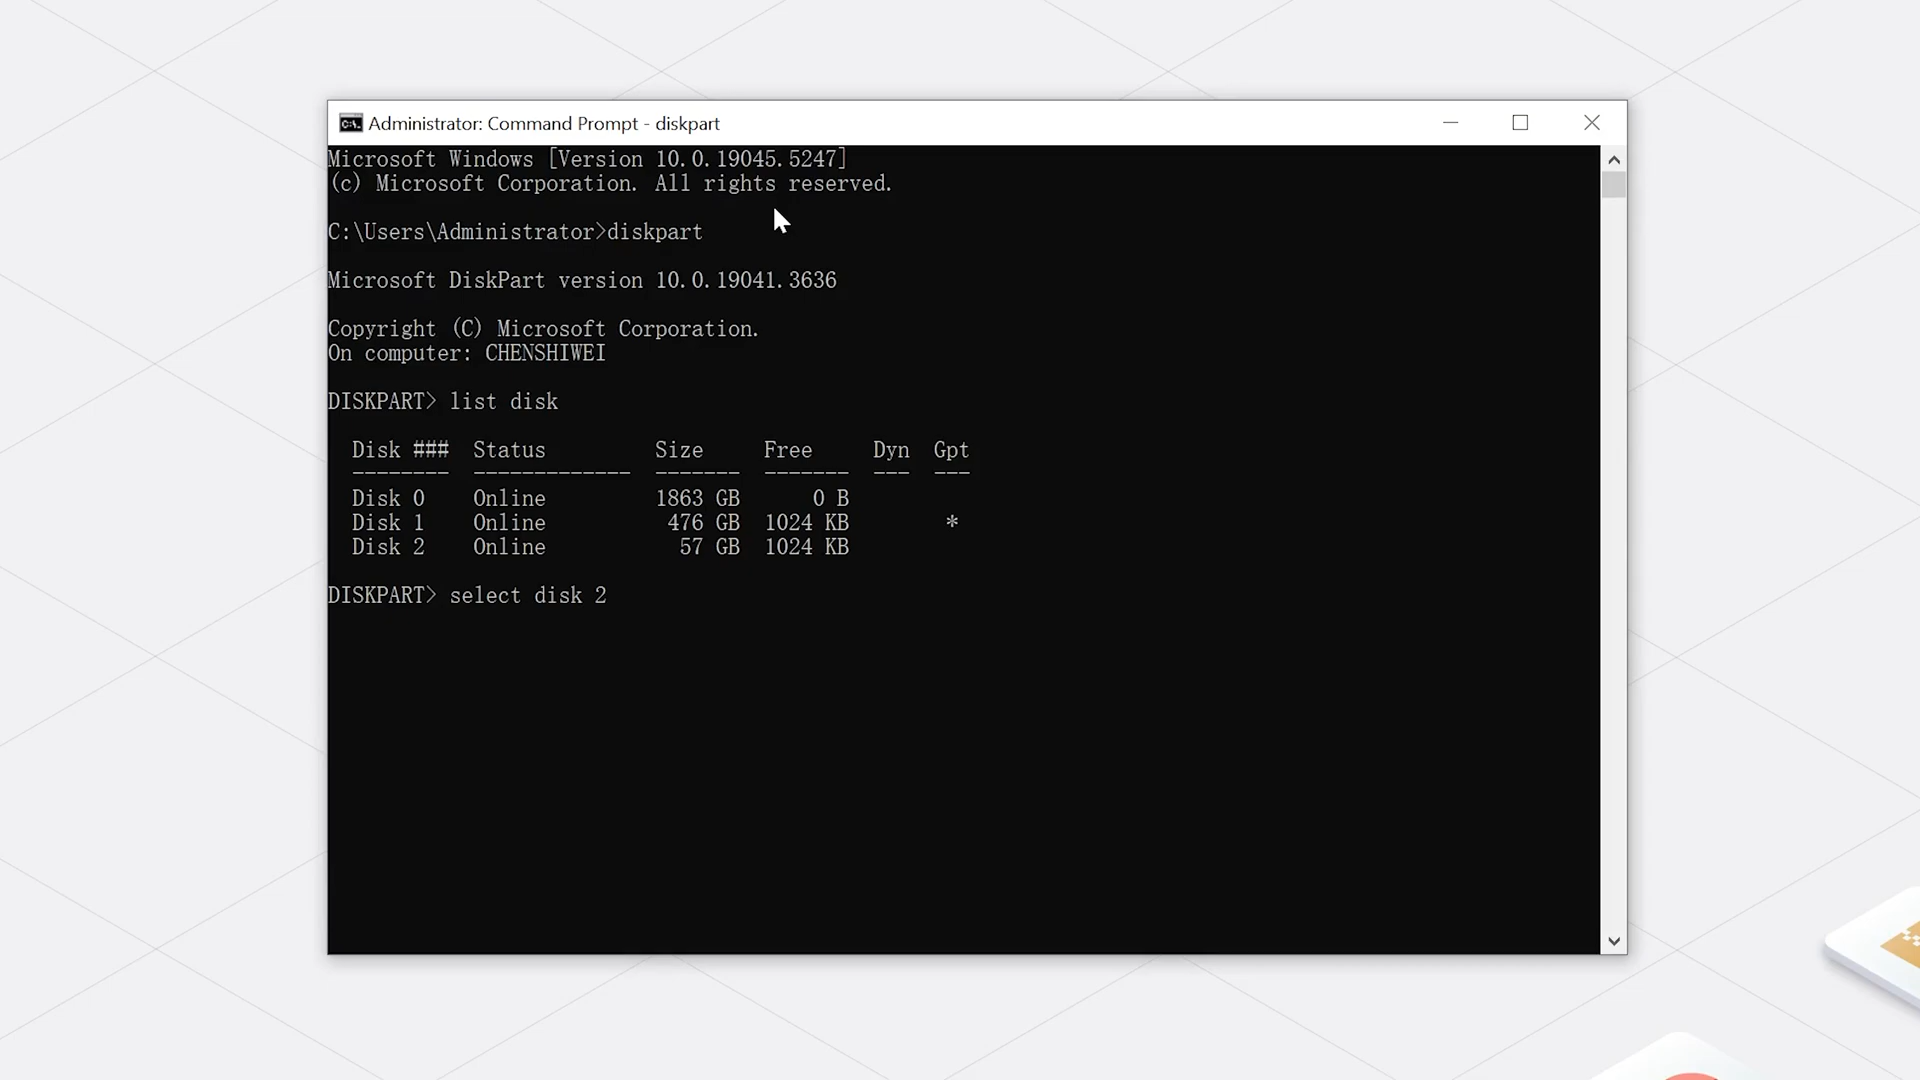 Administrator: Command Prompt - diskpart
Microsoft Windows [Version 10.0.19045.5247]
(c) Microsoft Corporation. All rights reserved.
C:\Users\Administrator>diskpart
Microsoft DiskPart version 10.0.19041.3636
Copyright (C) Microsoft Corporation.
On computer: CHENSHIWEI
DISKPART> list disk
Disk ###  Status         Size     Free     Dyn  Gpt
--------  -------------  -------  -------  ---  ---
Disk 0    Online         1863 GB      0 B
Disk 1    Online          476 GB  1024 KB        *
Disk 2    Online           57 GB  1024 KB
DISKPART> select disk 2